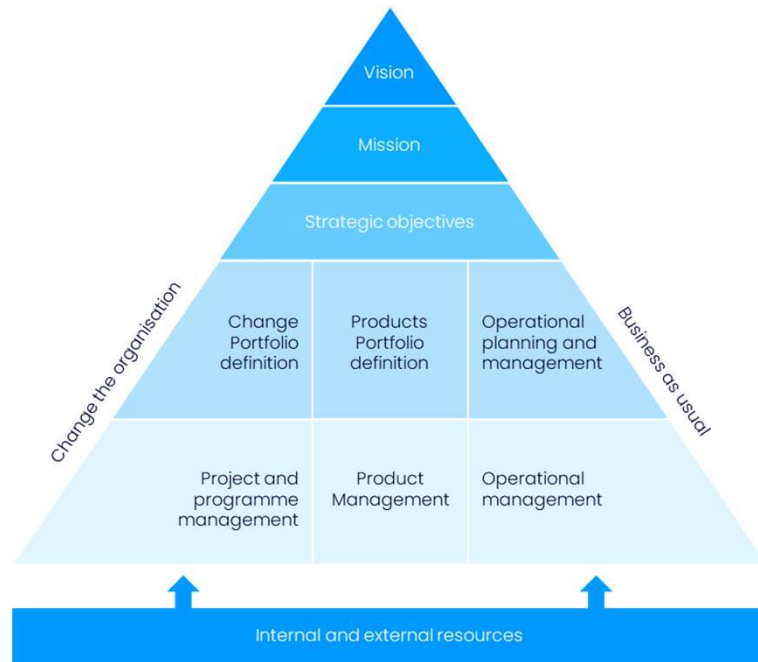 Vision
Mission
Strategic objectives
Change the organisation
Change
Portfolio
definition
Products
Portfolio
definition
Operational
planning and
management
Business as usual
Project and
programme
management
Product
Management
Operational
management
Internal and external resources